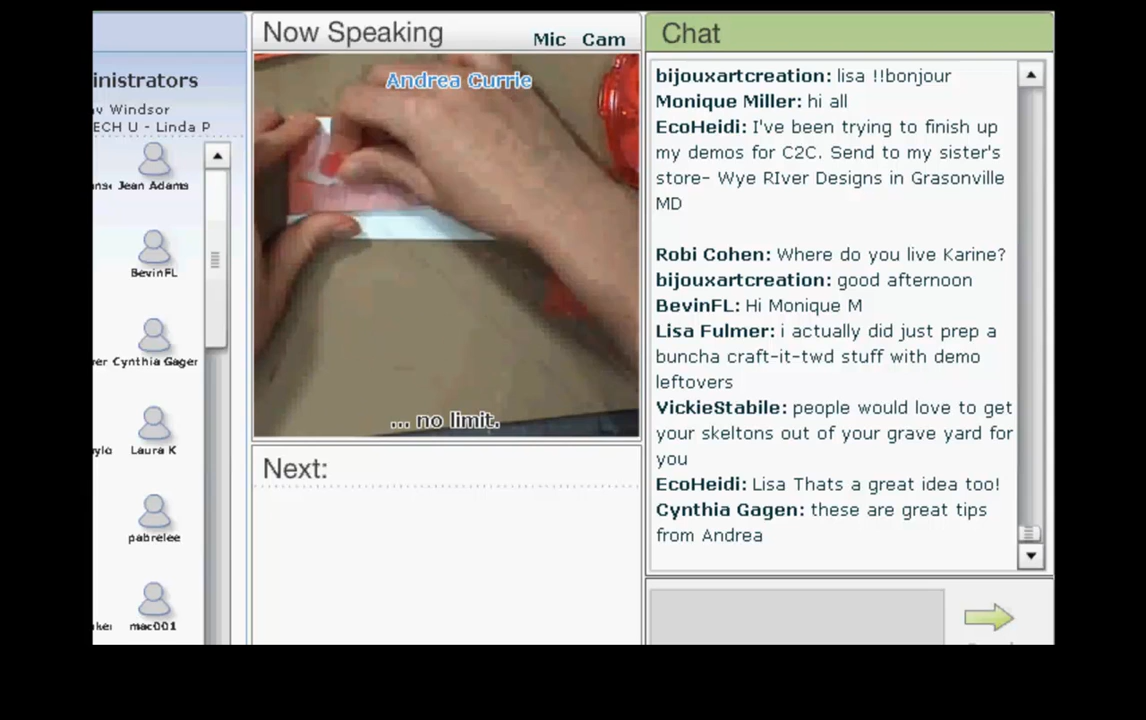 Now Speaking
Mic Cam
Chat
inistrators
Windsor
ECH U - Linda P
Jean Adams
BevinFL
Cynthia Gager
Laura K
pabrelee
mac001
Andrea Currie
... no limit.
Next:
bijouxartcreation: lisa !!bonjour
Monique Miller: hi all
EcoHeidi: I've been trying to finish up
my demos for C2C. Send to my sister's
store- Wye RIver Designs in Grasonville
MD
Robi Cohen: Where do you live Karine?
bijouxartcreation: good afternoon
BevinFL: Hi Monique M
Lisa Fulmer: i actually did just prep a
buncha craft-it-twd stuff with demo
leftovers
VickieStabile: people would love to get
your skeltons out of your grave yard for
you
EcoHeidi: Lisa Thats a great idea too!
Cynthia Gagen: these are great tips
from Andrea